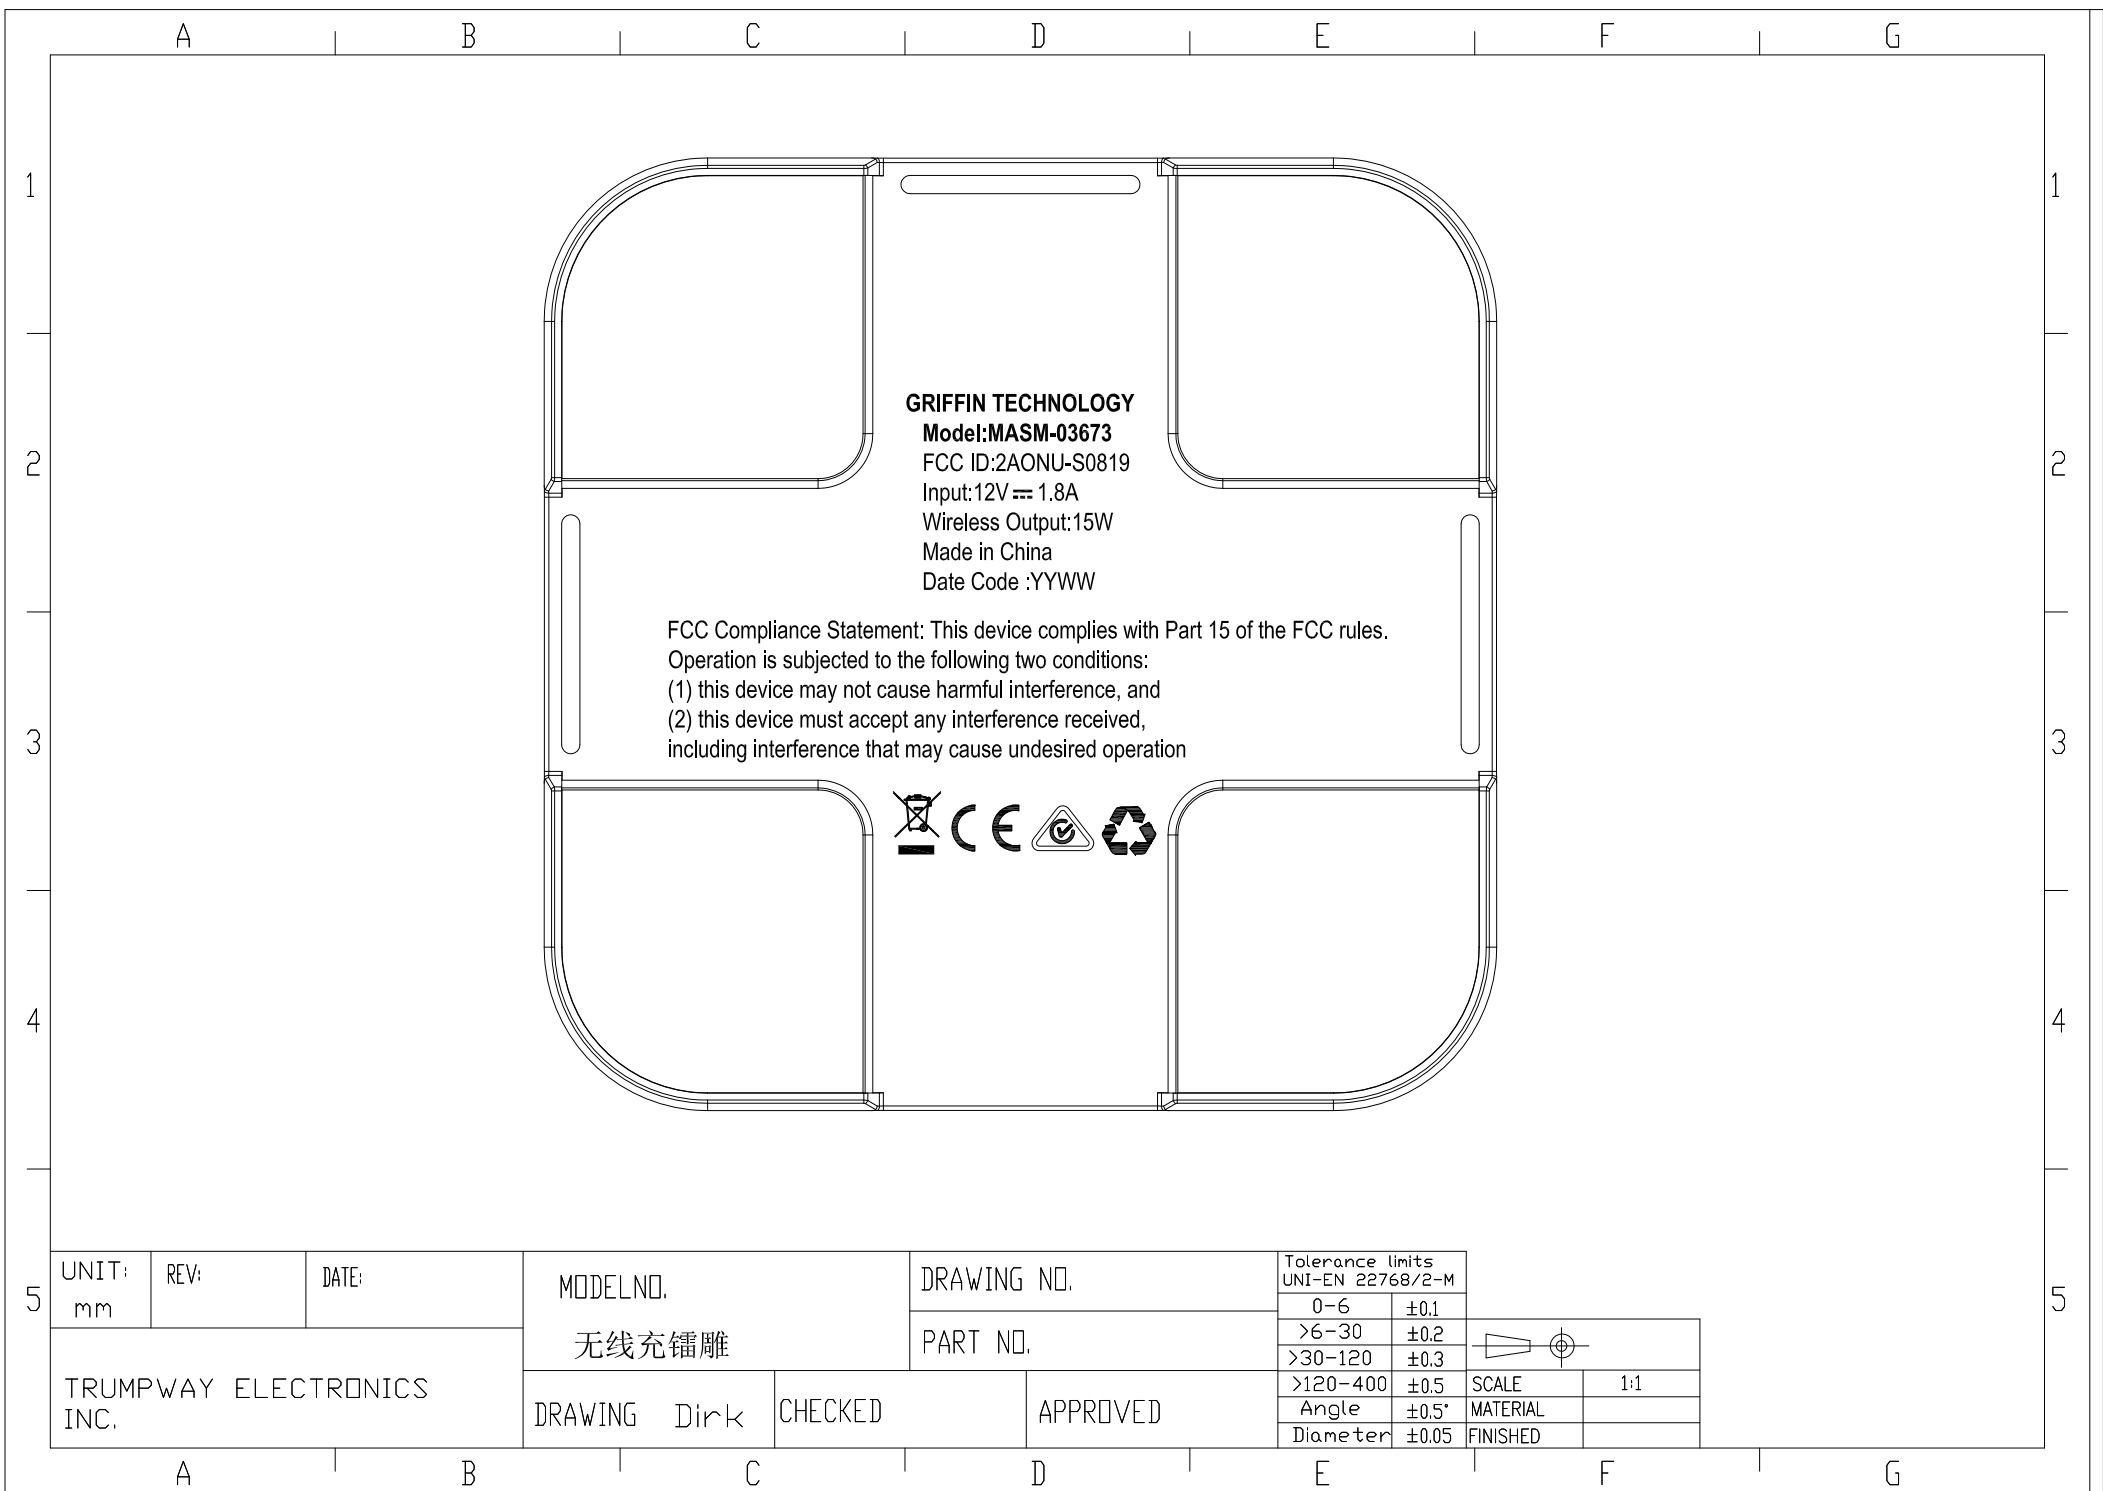 A B C D E F G
1 1
GRIFFIN TECHNOLOGY
Model:MASM-03673
2 2
FCC ID:2AONU-S0819
Input:12V⎓1.8A
Wireless Output:15W
Made in China
Date Code :YYWW
FCC Compliance Statement: This device complies with Part 15 of the FCC rules.
Operation is subjected to the following two conditions:
(1) this device may not cause harmful interference, and
(2) this device must accept any interference received,
3 3
including interference that may cause undesired operation
CE
4 4
5 5
UNIT:
mm
REV:
DATE:
MODELNO.
无线充镭雕
DRAWING NO.
PART NO.
TRUMPWAY ELECTRONICS
INC.
DRAWING Dirk
CHECKED
APPROVED
Tolerance limits
UNI-EN 22768/2-M
0-6 ±0.1
>6-30 ±0.2
>30-120 ±0.3
>120-400 ±0.5
Angle ±0.5°
Diameter ±0.05
SCALE 1:1
MATERIAL
FINISHED
A B C D E F G